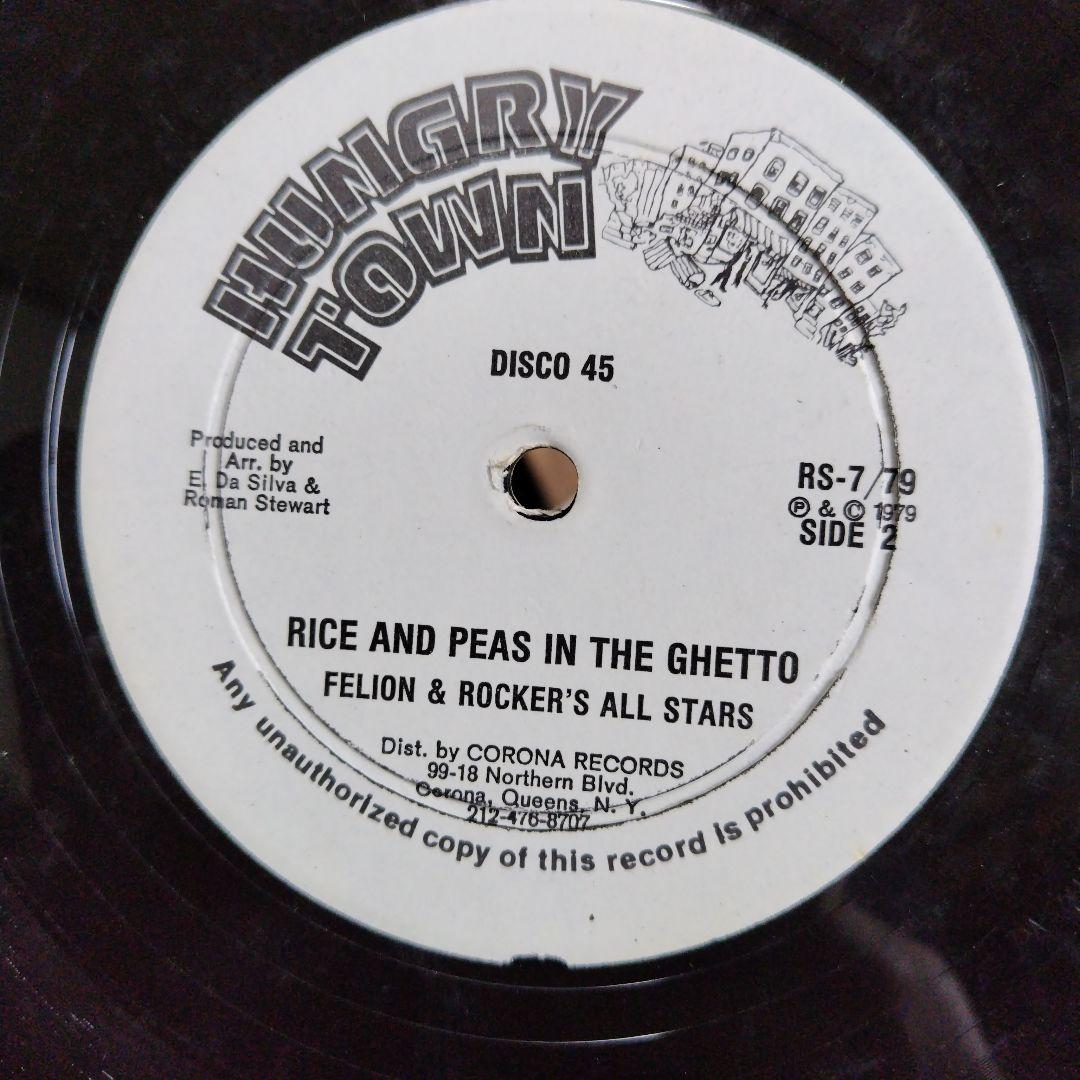 HUNGRY
TOWN
DISCO 45
Produced and
Arr. by
E. Da Silva &
Roman Stewart
RS-7/79
Ⓟ & © 1979
SIDE 2
RICE AND PEAS IN THE GHETTO
FELION & ROCKER'S ALL STARS
Dist. by CORONA RECORDS
99-18 Northern Blvd.
Corona, Queens, N. Y.
212-476-8707
Any unauthorized copy of this record is prohibited